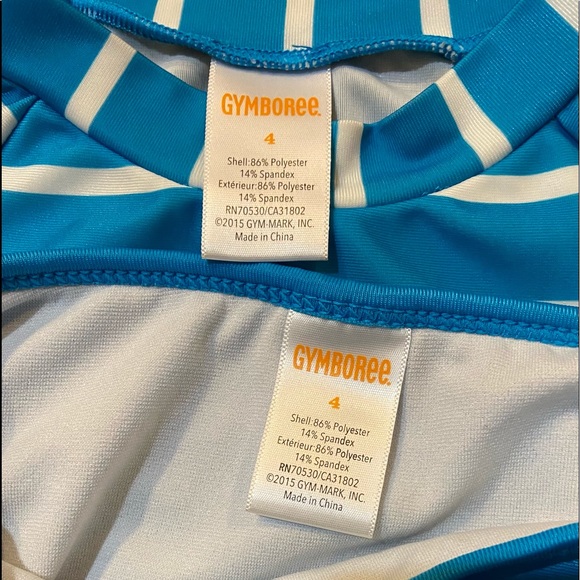 GYMBOREE.
4
Shell:86% Polyester
14% Spandex
Extérieur:86% Polyester
14% Spandex
RN70530/CA31802
©2015 GYM-MARK, INC.
Made in China
GYMBOREE.
4
Shell:86% Polyester
14% Spandex
Extérieur:86% Polyester
14% Spandex
RN70530/CA31802
©2015 GYM-MARK, INC.
Made in China